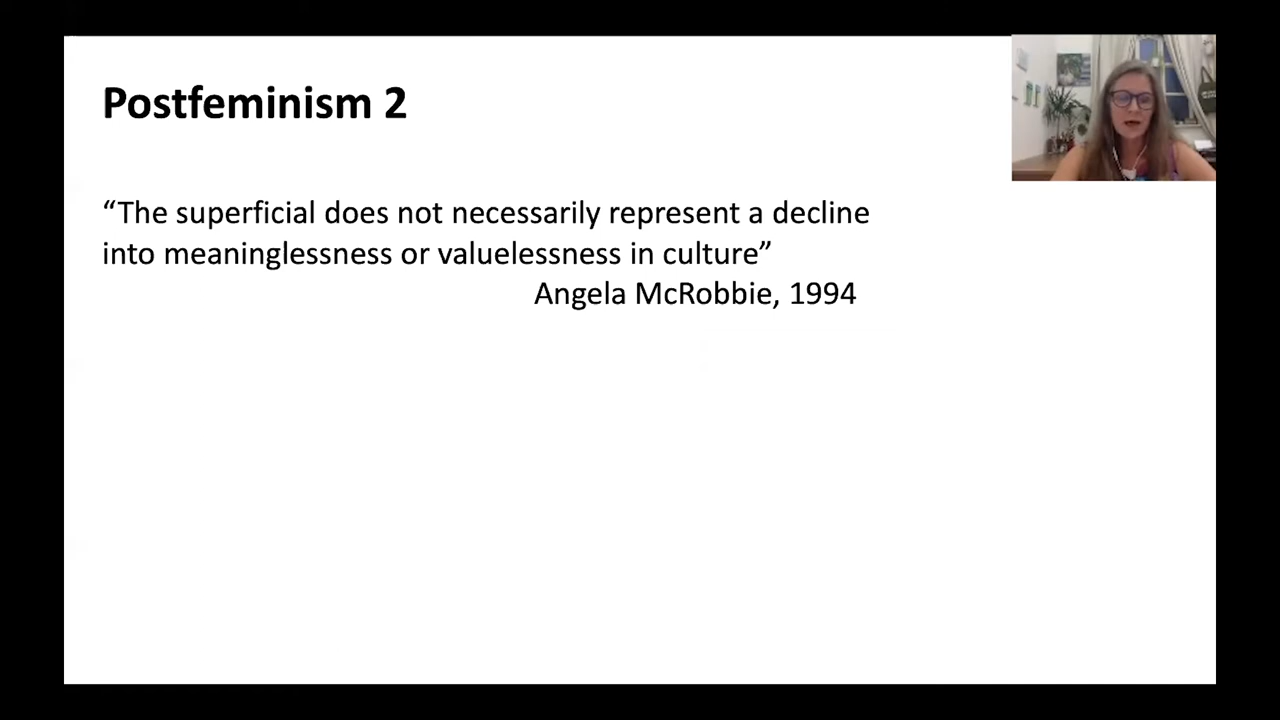 Postfeminism 2
“The superficial does not necessarily represent a decline
into meaninglessness or valuelessness in culture”
Angela McRobbie, 1994